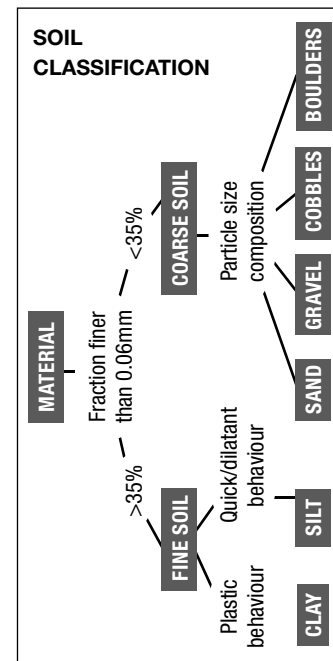 SOIL
CLASSIFICATION
MATERIAL
Fraction finer
than 0.06mm
>35%
<35%
FINE SOIL
COARSE SOIL
Plastic
behaviour
Quick/dilatant
behaviour
Particle size
composition
CLAY
SILT
SAND
GRAVEL
COBBLES
BOULDERS